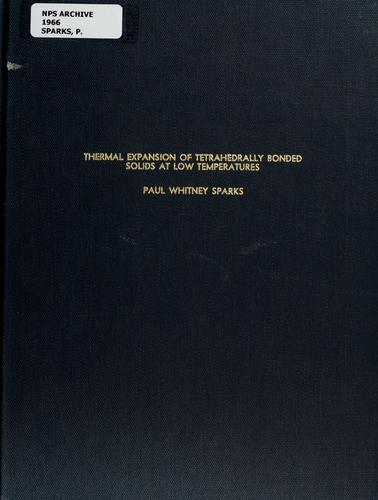 NPS ARCHIVE
1966
SPARKS, P.
THERMAL EXPANSION OF TETRAHEDRALLY BONDED
SOLIDS AT LOW TEMPERATURES
PAUL WHITNEY SPARKS